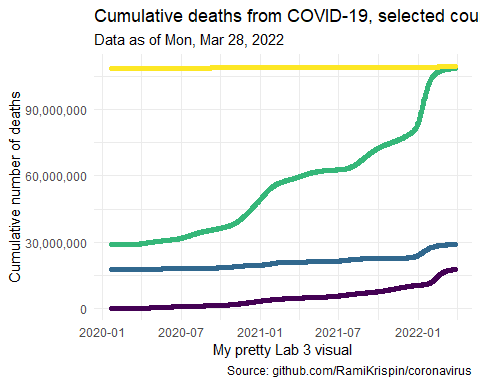 Cumulative deaths from COVID-19, selected cou
Data as of Mon, Mar 28, 2022
Cumulative number of deaths
90,000,000
60,000,000
30,000,000
0
2020-01 2020-07 2021-01 2021-07 2022-01
My pretty Lab 3 visual
Source: github.com/RamiKrispin/coronavirus